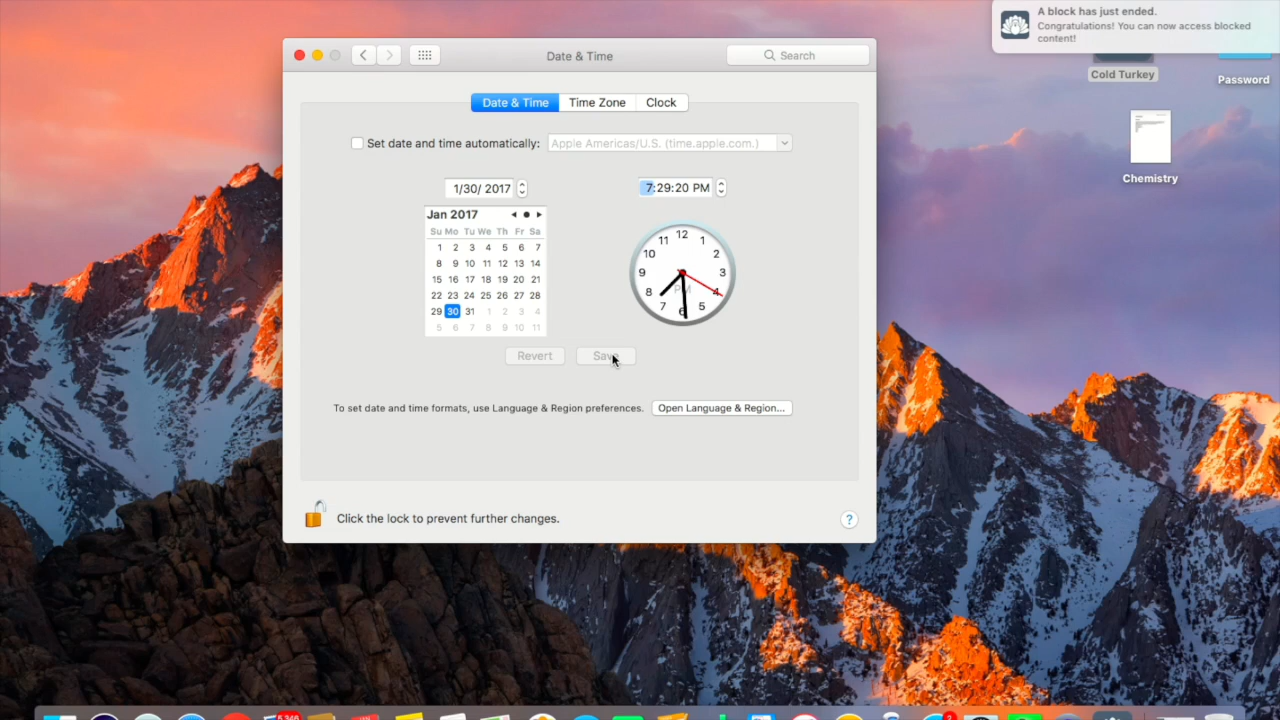 A block has just ended.
Congratulations! You can now access blocked
content!
Date & Time
Search
Cold Turkey
Password
Date & Time Time Zone Clock
Set date and time automatically: Apple Americas/U.S. (time.apple.com.)
1/30/ 2017
7:29:20 PM
Jan 2017
Su Mo Tu We Th Fr Sa
1 2 3 4 5 6 7
8 9 10 11 12 13 14
15 16 17 18 19 20 21
22 23 24 25 26 27 28
29 30 31 1 2 3 4
5 6 7 8 9 10 11
12 1 2 3 4 5 6 7 8 9 10 11
PM
Chemistry
Revert Save
To set date and time formats, use Language & Region preferences. Open Language & Region...
Click the lock to prevent further changes.
?
5,346